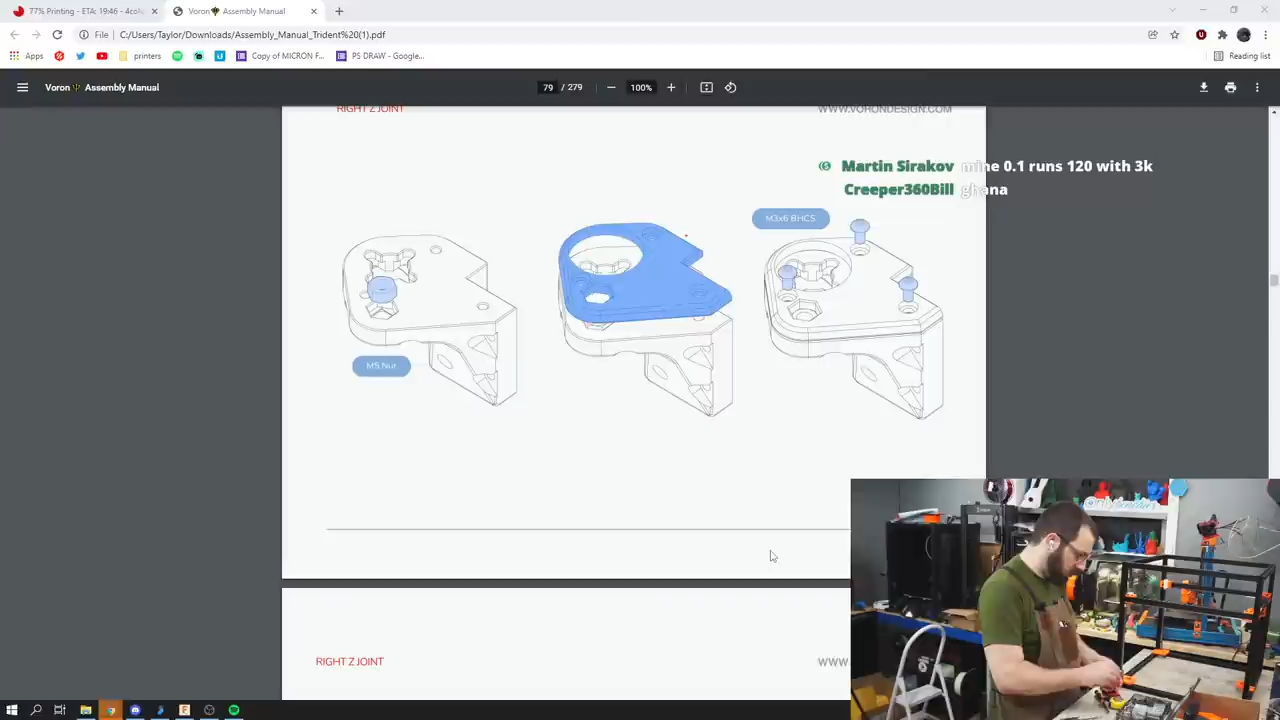 77% Printing - ETA: 19:46 - 4col
Voron Assembly Manual
File
C:/Users/Taylor/Downloads/Assembly_Manual_Trident%20(1).pdf
Apps
printers
Copy of MICRON F...
PS DRAW - Google...
Reading list
Voron Assembly Manual
79 / 279
100%
RIGHT Z JOINT
WWW.VORONDESIGN.COM
Martin Sirakov mine 0.1 runs 120 with 3k
Creeper360Bill ghana
M3x6 BHCS
M5 Nut
RIGHT Z JOINT
WWW